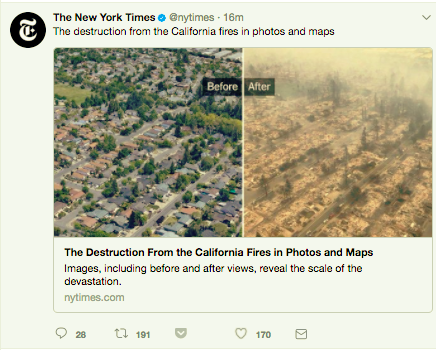 The New York Times @nytimes · 16m
The destruction from the California fires in photos and maps
Before After
The Destruction From the California Fires in Photos and Maps
Images, including before and after views, reveal the scale of the
devastation.
nytimes.com
26 191 170